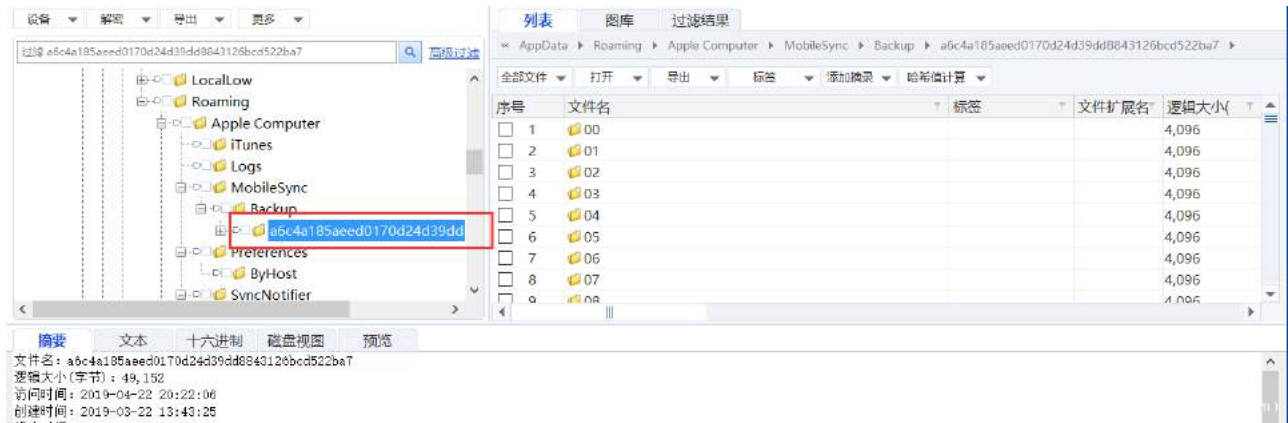 设备 解密 导出 更多
过滤 a6c4a185aeed0170d24d39dd8843126bcd522ba7 高级过滤
LocalLow
Roaming
Apple Computer
iTunes
Logs
MobileSync
Backup
a6c4a185aeed0170d24d39dd
Preferences
ByHost
SyncNotifier
列表 图库 过滤结果
« AppData Roaming Apple Computer MobileSync Backup a6c4a185aeed0170d24d39dd8843126bcd522ba7
全部文件 打开 导出 标签 添加摘录 哈希值计算
序号 文件名 标签 文件扩展名 逻辑大小(
1 00 4,096
2 01 4,096
3 02 4,096
4 03 4,096
5 04 4,096
6 05 4,096
7 06 4,096
8 07 4,096
9 08 4,096
摘要 文本 十六进制 磁盘视图 预览
文件名: a6c4a185aeed0170d24d39dd8843126bcd522ba7
逻辑大小(字节): 49,152
访问时间: 2019-04-22 20:22:06
创建时间: 2019-03-22 13:43:25